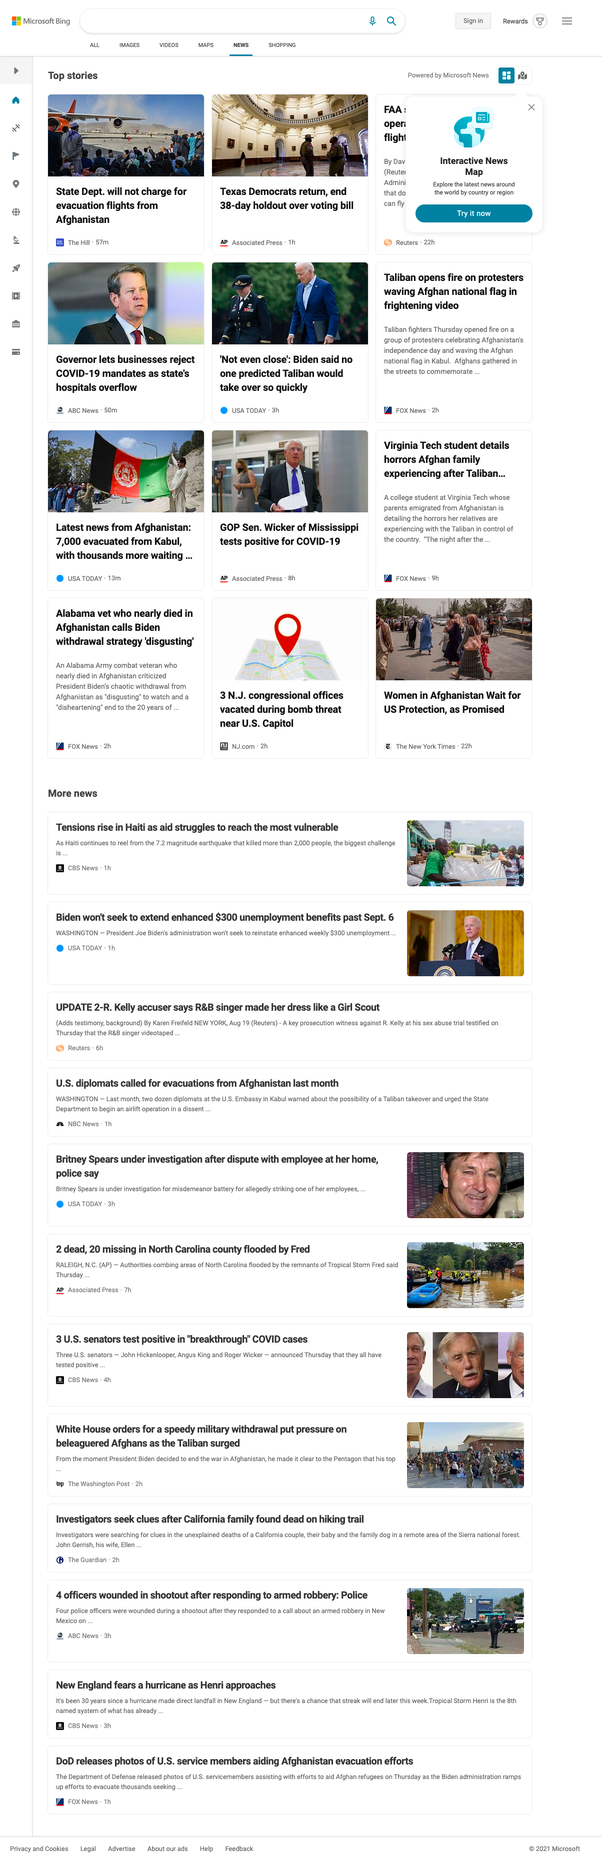 Microsoft Bing
Sign in
Rewards
ALL
IMAGES
VIDEOS
MAPS
NEWS
SHOPPING
Top stories
Powered by Microsoft News
State Dept. will not charge for
evacuation flights from
Afghanistan
The Hill · 57m
Texas Democrats return, end
38-day holdout over voting bill
AP Associated Press · 1h
FAA
opera
flight
By Dav
(Reuter
Admini
that do
can fly
Reuters · 22h
Interactive News
Map
Explore the latest news around
the world by country or region
Try it now
Governor lets businesses reject
COVID-19 mandates as state's
hospitals overflow
ABC News · 50m
'Not even close': Biden said no
one predicted Taliban would
take over so quickly
USA TODAY · 3h
Taliban opens fire on protesters
waving Afghan national flag in
frightening video
Taliban fighters Thursday opened fire on a
group of protesters celebrating Afghanistan's
independence day and waving the Afghan
national flag in Kabul. Afghans gathered in
the streets to commemorate ...
FOX News · 2h
Latest news from Afghanistan:
7,000 evacuated from Kabul,
with thousands more waiting ...
USA TODAY · 13m
GOP Sen. Wicker of Mississippi
tests positive for COVID-19
AP Associated Press · 8h
Virginia Tech student details
horrors Afghan family
experiencing after Taliban...
A college student at Virginia Tech whose
parents emigrated from Afghanistan is
detailing the horrors her relatives are
experiencing with the Taliban in control of
the country. "The night after the ...
FOX News · 9h
Alabama vet who nearly died in
Afghanistan calls Biden
withdrawal strategy 'disgusting'
An Alabama Army combat veteran who
nearly died in Afghanistan criticized
President Biden's chaotic withdrawal from
Afghanistan as "disgusting" to watch and a
"disheartening" end to the 20 years of ...
FOX News · 2h
3 N.J. congressional offices
vacated during bomb threat
near U.S. Capitol
NJ.com · 2h
Women in Afghanistan Wait for
US Protection, as Promised
The New York Times · 22h
More news
Tensions rise in Haiti as aid struggles to reach the most vulnerable
As Haiti continues to reel from the 7.2 magnitude earthquake that killed more than 2,000 people, the biggest challenge
is ...
CBS News · 1h
Biden won't seek to extend enhanced $300 unemployment benefits past Sept. 6
WASHINGTON — President Joe Biden's administration won't seek to reinstate enhanced weekly $300 unemployment ...
USA TODAY · 1h
UPDATE 2-R. Kelly accuser says R&B singer made her dress like a Girl Scout
(Adds testimony, background) By Karen Freifeld NEW YORK, Aug 19 (Reuters) - A key prosecution witness against R. Kelly at his sex abuse trial testified on
Thursday that the R&B singer videotaped ...
Reuters · 6h
U.S. diplomats called for evacuations from Afghanistan last month
WASHINGTON — Last month, two dozen diplomats at the U.S. Embassy in Kabul warned about the possibility of a Taliban takeover and urged the State
Department to begin an airlift operation in a dissent ...
NBC News · 1h
Britney Spears under investigation after dispute with employee at her home,
police say
Britney Spears is under investigation for misdemeanor battery for allegedly striking one of her employees, ...
USA TODAY · 3h
2 dead, 20 missing in North Carolina county flooded by Fred
RALEIGH, N.C. (AP) — Authorities combing areas of North Carolina flooded by the remnants of Tropical Storm Fred said
Thursday ...
AP Associated Press · 7h
3 U.S. senators test positive in "breakthrough" COVID cases
Three U.S. senators — John Hickenlooper, Angus King and Roger Wicker — announced Thursday that they all have
tested positive ...
CBS News · 4h
White House orders for a speedy military withdrawal put pressure on
beleaguered Afghans as the Taliban surged
From the moment President Biden decided to end the war in Afghanistan, he made it clear to the Pentagon that his top
...
wp The Washington Post · 2h
Investigators seek clues after California family found dead on hiking trail
Investigators were searching for clues in the unexplained deaths of a California couple, their baby and the family dog in a remote area of the Sierra national forest.
John Gerrish, his wife, Ellen ...
The Guardian · 2h
4 officers wounded in shootout after responding to armed robbery: Police
Four police officers were wounded during a shootout after they responded to a call about an armed robbery in New
Mexico on ...
ABC News · 3h
New England fears a hurricane as Henri approaches
It's been 30 years since a hurricane made direct landfall in New England — but there's a chance that streak will end later this week.Tropical Storm Henri is the 8th
named system of what has already ...
CBS News · 3h
DoD releases photos of U.S. service members aiding Afghanistan evacuation efforts
The Department of Defense released photos of U.S. servicemembers assisting with efforts to aid Afghan refugees on Thursday as the Biden administration ramps
up efforts to evacuate thousands seeking ...
FOX News · 1h
Privacy and Cookies
Legal
Advertise
About our ads
Help
Feedback
© 2021 Microsoft